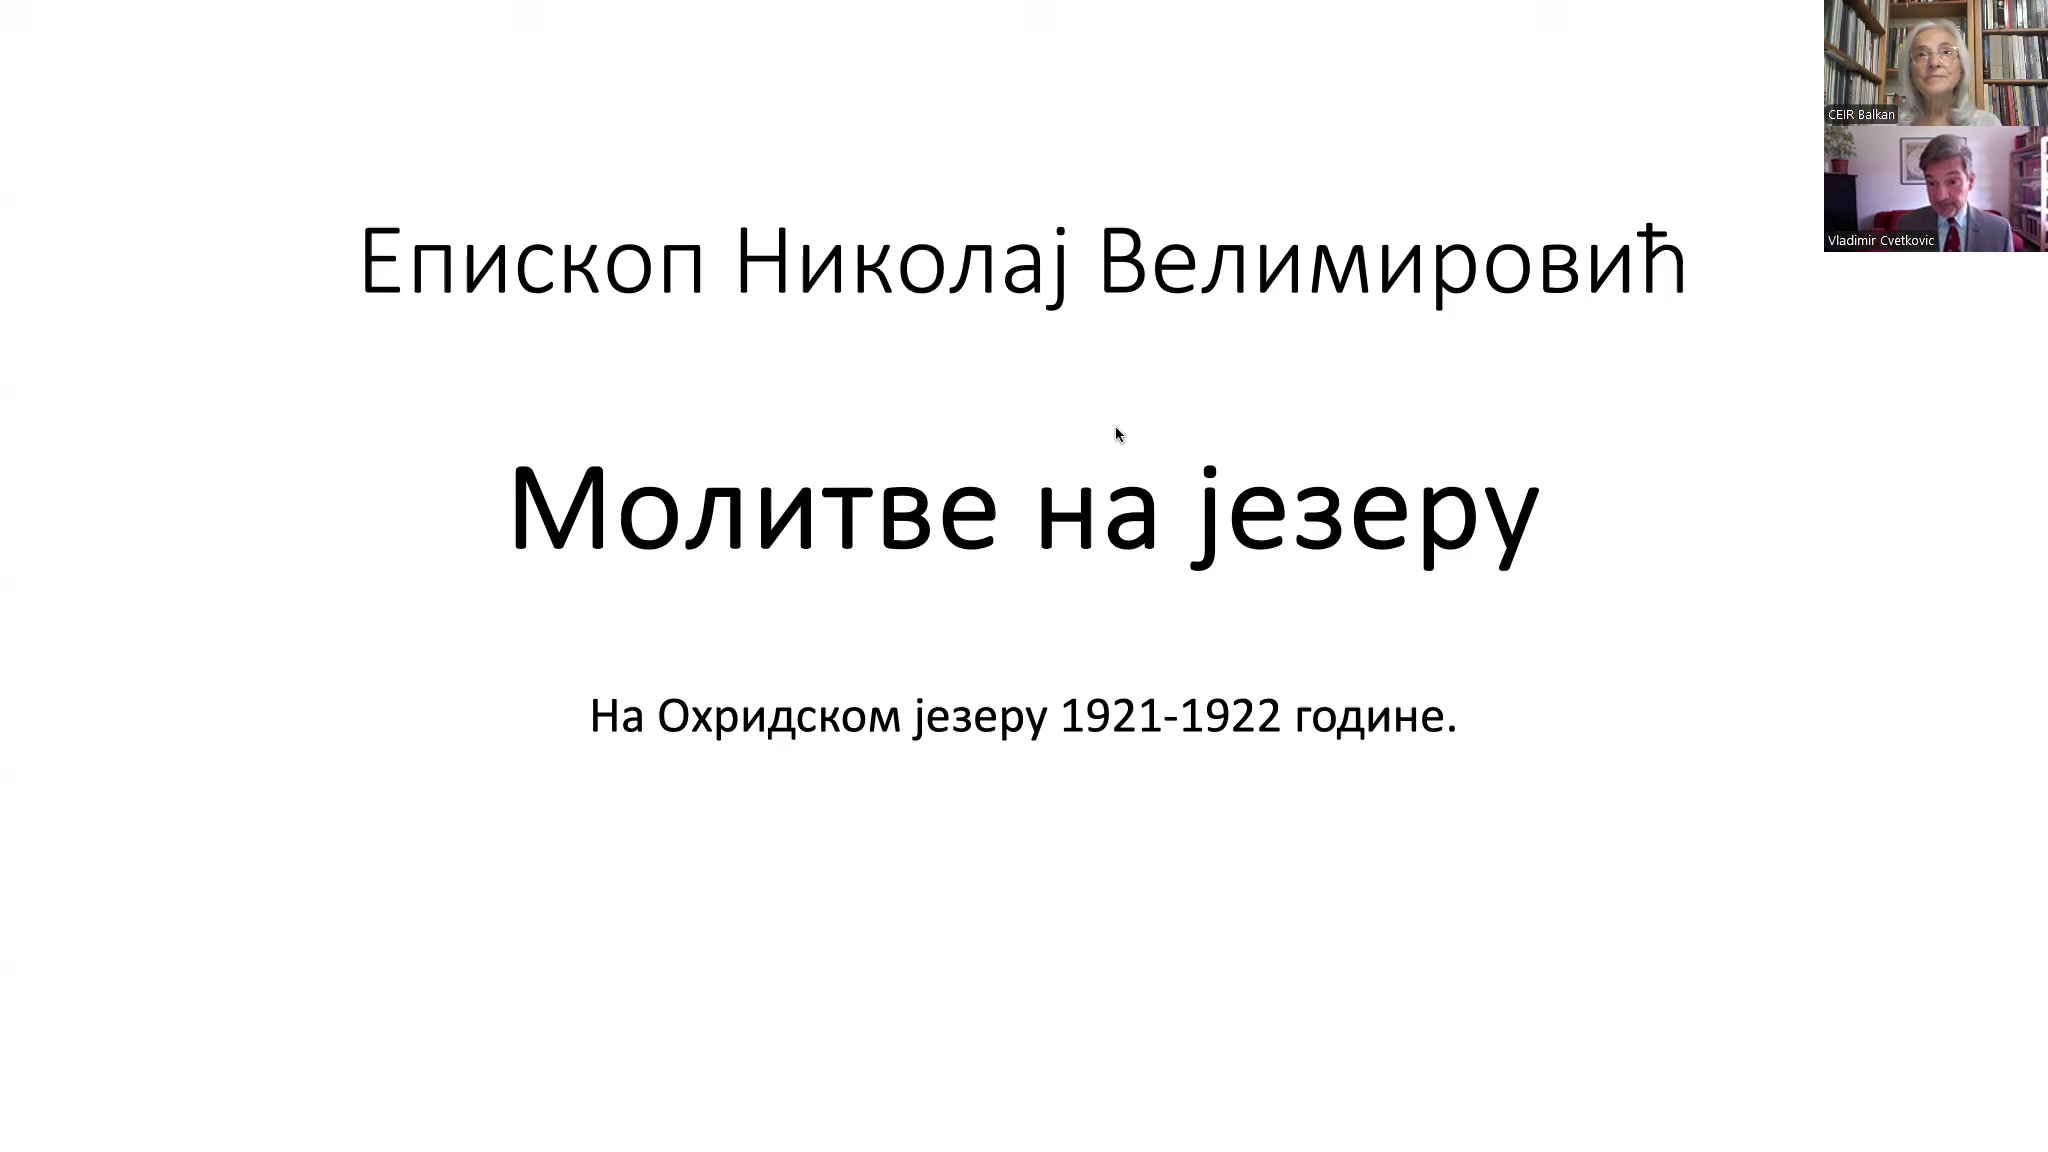 Епископ Николај Велимировић
Молитве на језеру
На Охридском језеру 1921-1922 године.
CEIR Balkan
Vladimir Cvetkovic